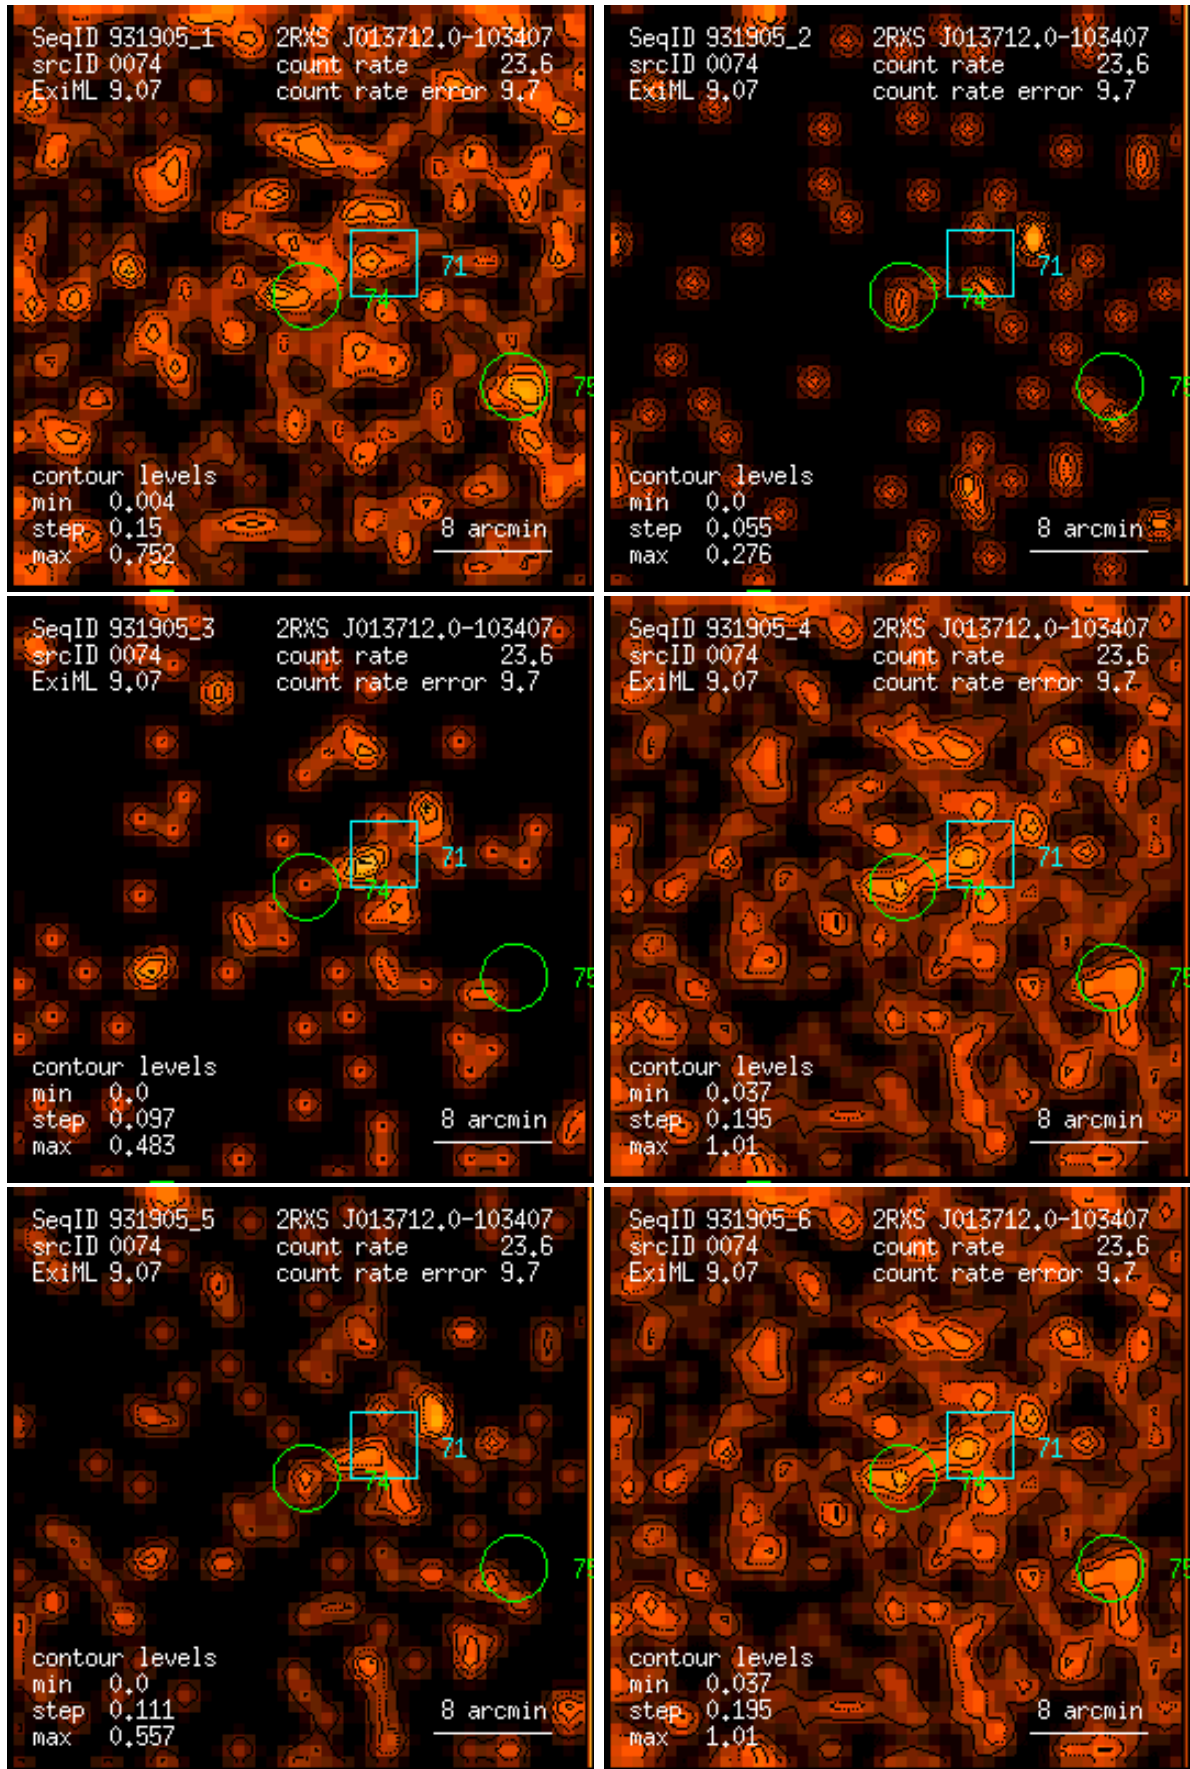 SeqID 931905_1 2RXS J013712.0-103407
srcID 0074 count rate 23.6
ExiML 9.07 count rate error 9.7
71
74
75
contour levels
min 0.004
step 0.15 8 arcmin
max 0.752
SeqID 931905_2 2RXS J013712.0-103407
srcID 0074 count rate 23.6
ExiML 9.07 count rate error 9.7
71
74
75
contour levels
min 0.0
step 0.055 8 arcmin
max 0.276
SeqID 931905_3 2RXS J013712.0-103407
srcID 0074 count rate 23.6
ExiML 9.07 count rate error 9.7
71
74
75
contour levels
min 0.0
step 0.097 8 arcmin
max 0.483
SeqID 931905_4 2RXS J013712.0-103407
srcID 0074 count rate 23.6
ExiML 9.07 count rate error 9.7
71
74
75
contour levels
min 0.037
step 0.195 8 arcmin
max 1.01
SeqID 931905_5 2RXS J013712.0-103407
srcID 0074 count rate 23.6
ExiML 9.07 count rate error 9.7
71
74
75
contour levels
min 0.0
step 0.111 8 arcmin
max 0.557
SeqID 931905_6 2RXS J013712.0-103407
srcID 0074 count rate 23.6
ExiML 9.07 count rate error 9.7
71
74
75
contour levels
min 0.037
step 0.195 8 arcmin
max 1.01